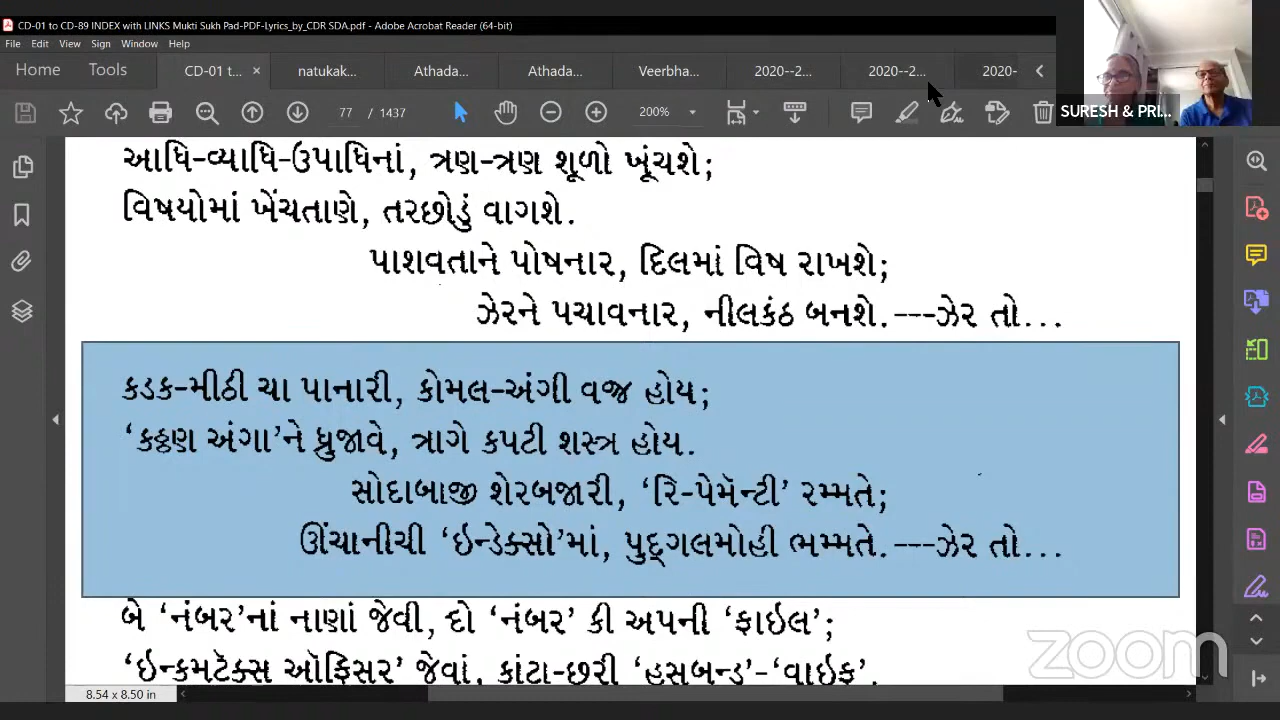 CD-01 to CD-89 INDEX with LINKS Mukti Sukh Pad-PDF-Lyrics_by_CDR SDA.pdf - Adobe Acrobat Reader (64-bit)
File Edit View Sign Window Help
Home Tools CD-01 t... × natukak... Athada... Athada... Veerbha... 2020--2... 2020--2... 2020-
77 / 1437 200%
SURESH & PRI...
આધિ-વ્યાધિ-ઉપાધિનાં, ત્રણ-ત્રણ શૂળો ખૂંચશે;
વિષયોમાં ખેંચતાણે, તરછોડું વાગશે.
પાશવતાને પોષનાર, દિલમાં વિષ રાખશે;
ઝેરને પચાવનાર, નીલકંઠ બનશે.---ઝેર તો...
કડક-મીઠી ચા પાનારી, કોમલ-અંગી વજ્ર હોય;
‘કઠ્ઠણ અંગા’ને ધ્રુજાવે, ત્રાગે કપટી શસ્ત્ર હોય.
સોદાબાજી શેરબજારી, ‘રિ-પેમૅન્ટી’ રમ્મતે;
ઊંચાનીચી ‘ઇન્ડેક્સો’માં, પુદ્ગલમોહી ભમ્મતે.---ઝેર તો...
બે ‘નંબર’નાં નાણાં જેવી, દો ‘નંબર’ કી અપની ‘ફાઇલ’;
‘ઇન્કમટૅક્સ ઑફિસર’ જેવાં, કાંટા-છરી ‘હસબન્ડ’-‘વાઇફ’.
8.54 x 8.50 in
zoom